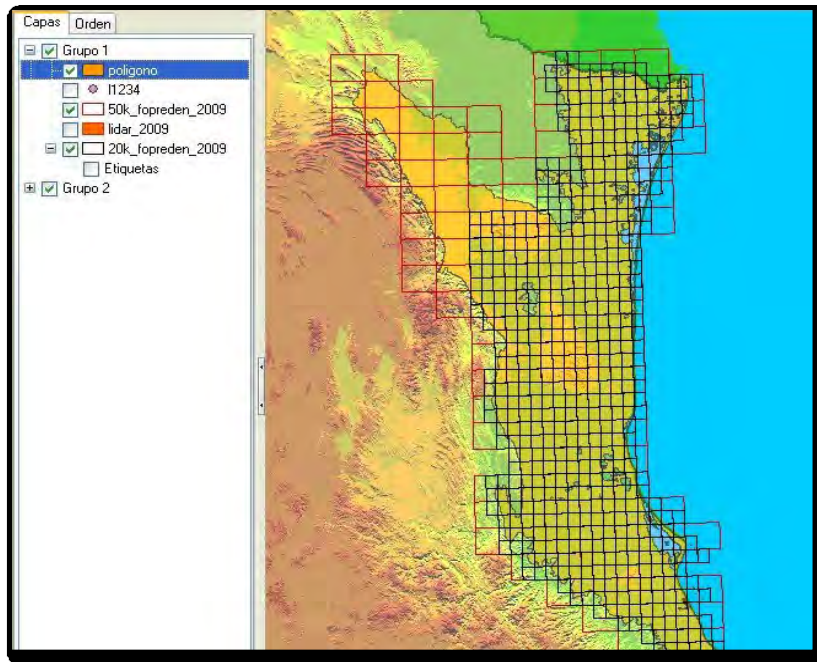 Capas Orden
Grupo 1
poligono
l1234
50k_fopreden_2009
lidar_2009
20k_fopreden_2009
Etiquetas
Grupo 2